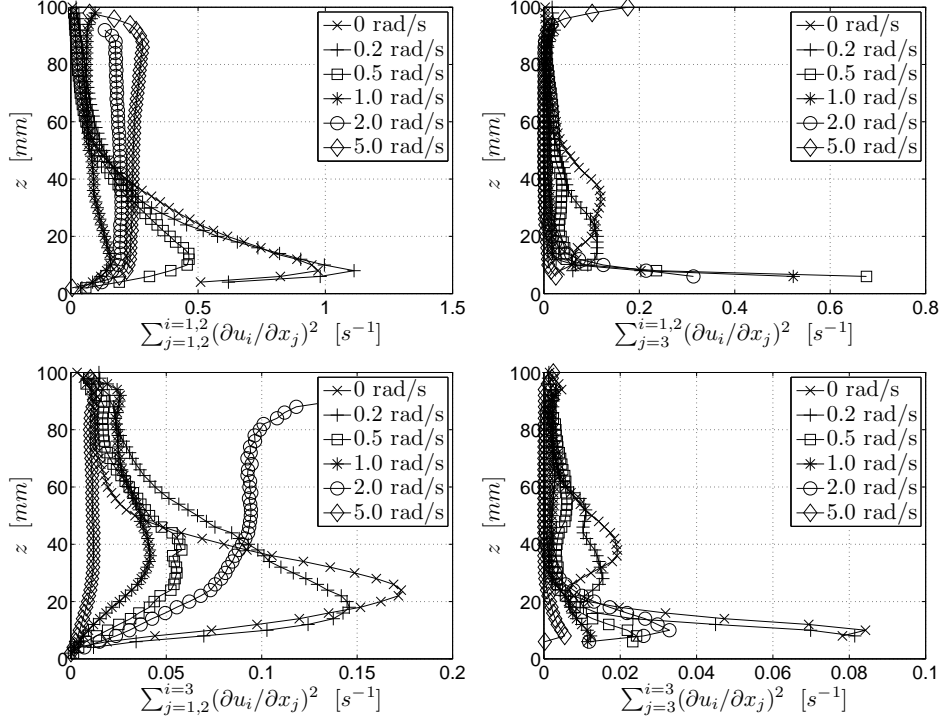 100
80
60
40
20
0
z [mm]
0 0.5 1 1.5
∑_{j=1,2}^{i=1,2}(∂u_i/∂x_j)^2 [s^{-1}]
0 rad/s
0.2 rad/s
0.5 rad/s
1.0 rad/s
2.0 rad/s
5.0 rad/s
100
80
60
40
20
0
z [mm]
0 0.2 0.4 0.6 0.8
∑_{j=3}^{i=1,2}(∂u_i/∂x_j)^2 [s^{-1}]
0 rad/s
0.2 rad/s
0.5 rad/s
1.0 rad/s
2.0 rad/s
5.0 rad/s
100
80
60
40
20
0
z [mm]
0 0.05 0.1 0.15 0.2
∑_{j=1,2}^{i=3}(∂u_i/∂x_j)^2 [s^{-1}]
0 rad/s
0.2 rad/s
0.5 rad/s
1.0 rad/s
2.0 rad/s
5.0 rad/s
100
80
60
40
20
0
z [mm]
0 0.02 0.04 0.06 0.08 0.1
∑_{j=3}^{i=3}(∂u_i/∂x_j)^2 [s^{-1}]
0 rad/s
0.2 rad/s
0.5 rad/s
1.0 rad/s
2.0 rad/s
5.0 rad/s